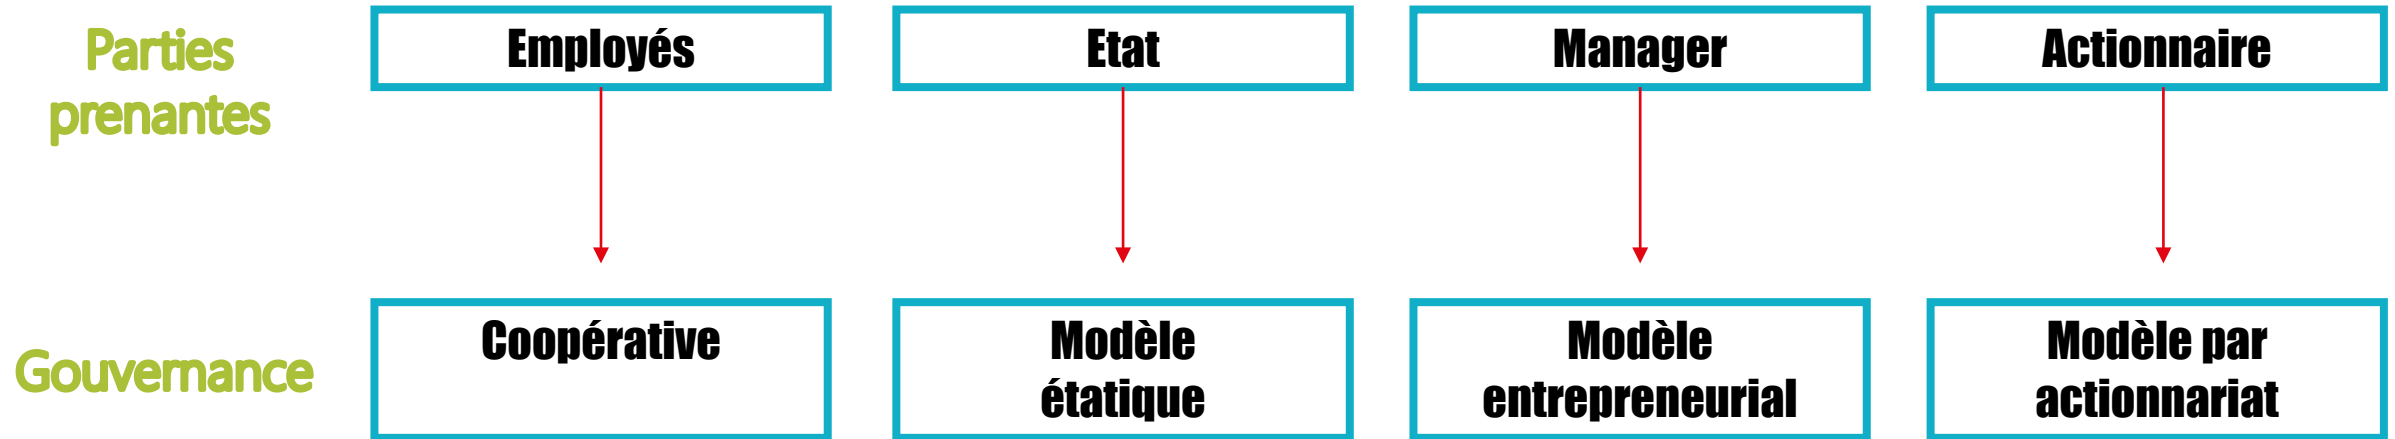 Parties
prenantes
Employés
Etat
Manager
Actionnaire
Gouvernance
Coopérative
Modèle
étatique
Modèle
entrepreneurial
Modèle par
actionnariat